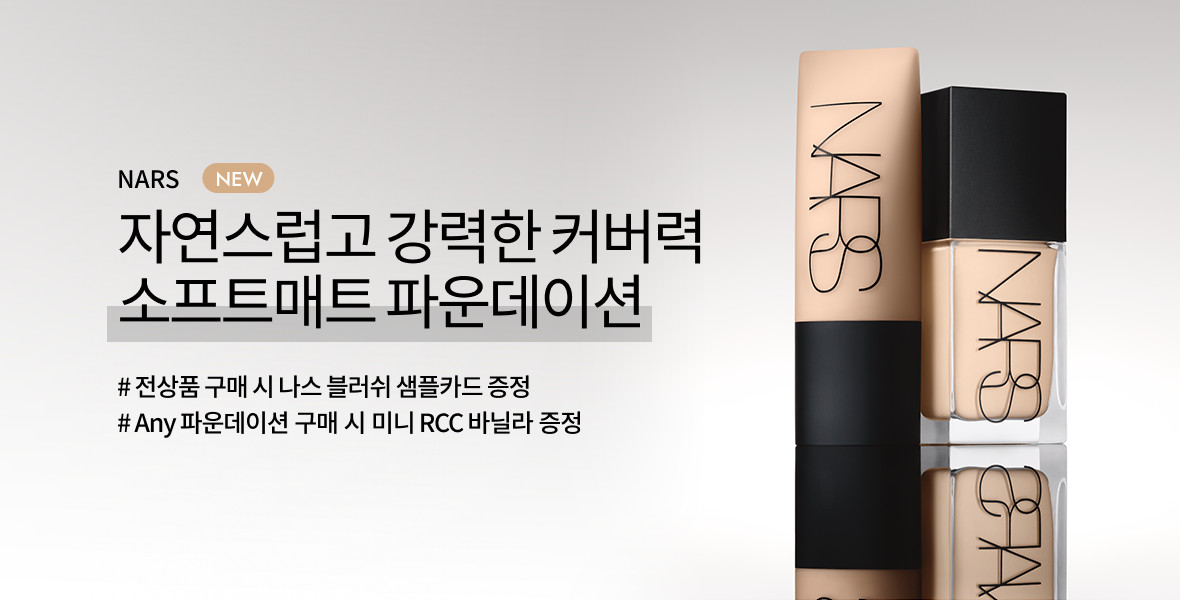 NARS NEW
자연스럽고 강력한 커버력
소프트매트 파운데이션
# 전상품 구매 시 나스 블러쉬 샘플카드 증정
# Any 파운데이션 구매 시 미니 RCC 바닐라 증정
NARS
NARS